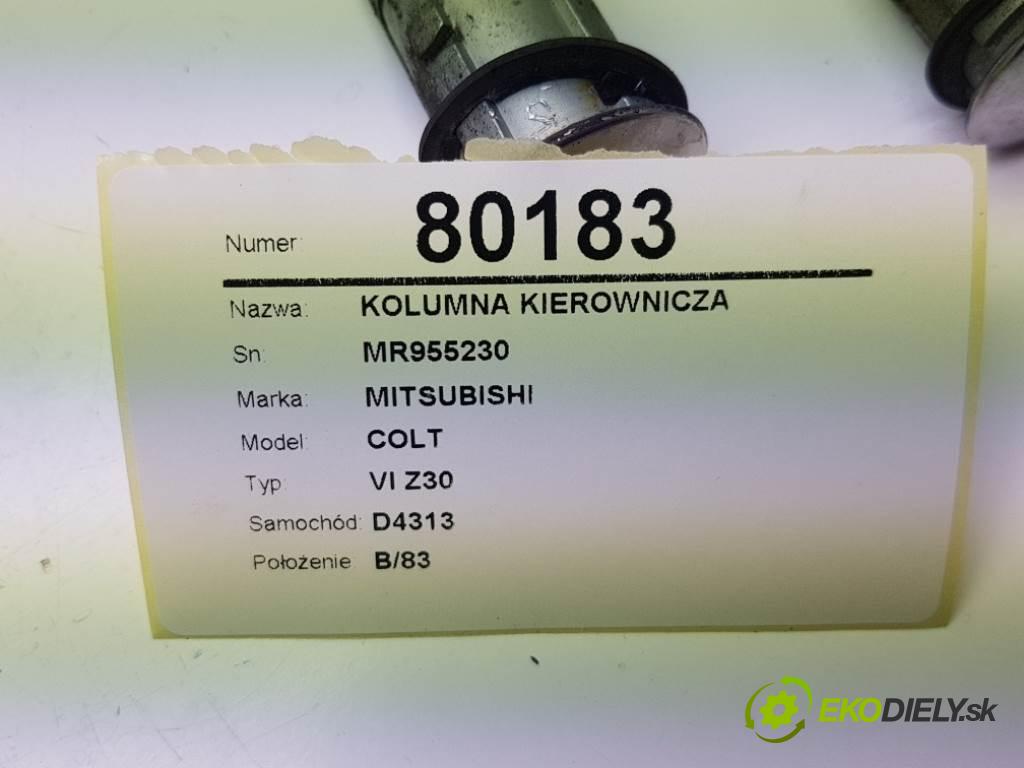 Numer: 80183
Nazwa: KOLUMNA KIEROWNICZA
Sn: MR955230
Marka: MITSUBISHI
Model: COLT
Typ: VI Z30
Samochód: D4313
Położenie B/83
EKODIELY.sk